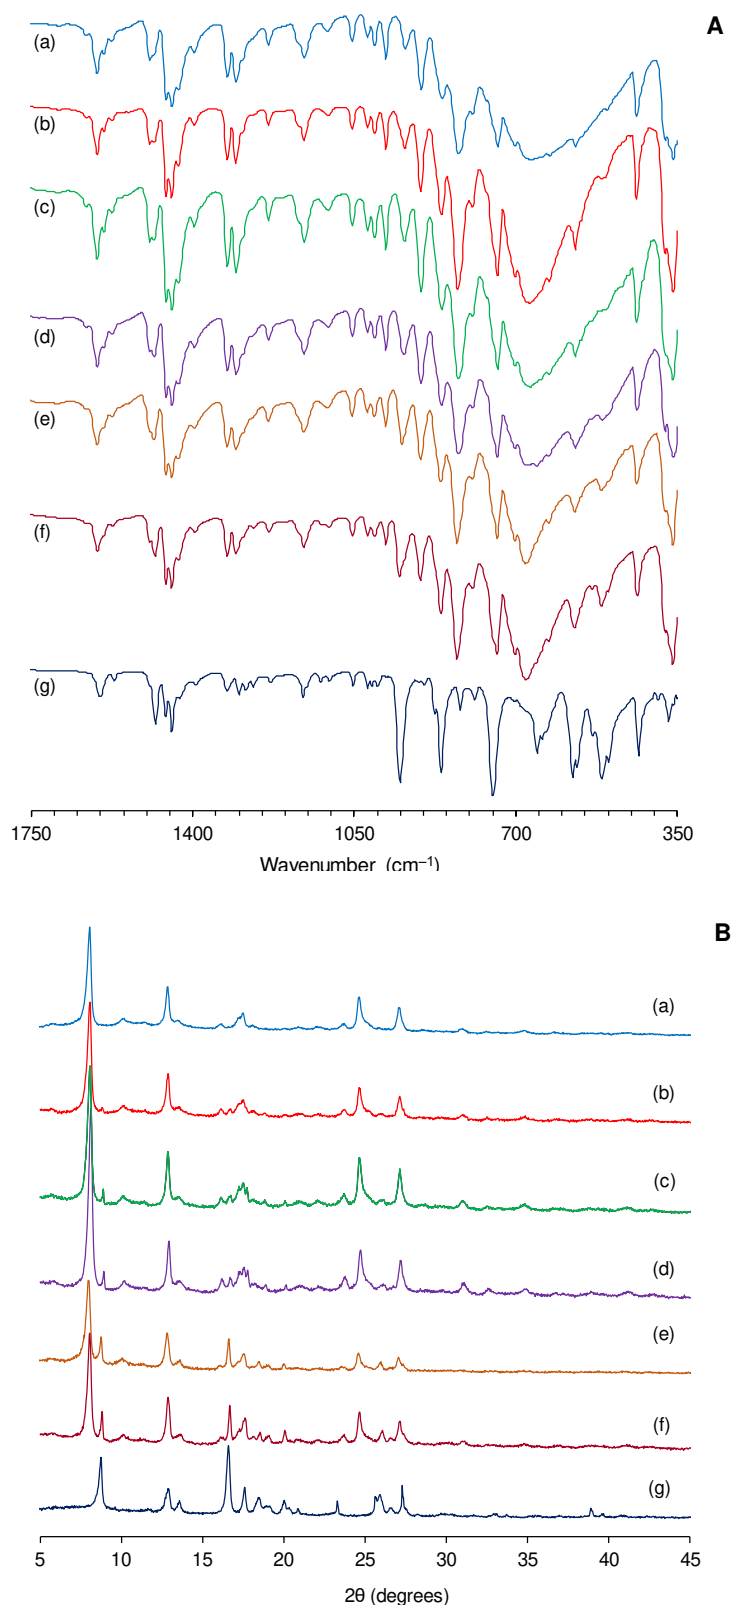 A
(a)
(b)
(c)
(d)
(e)
(f)
(g)
1750 1400 1050 700 350
Wavenumber (cm⁻¹)
B
(a)
(b)
(c)
(d)
(e)
(f)
(g)
5 10 15 20 25 30 35 40 45
2θ (degrees)